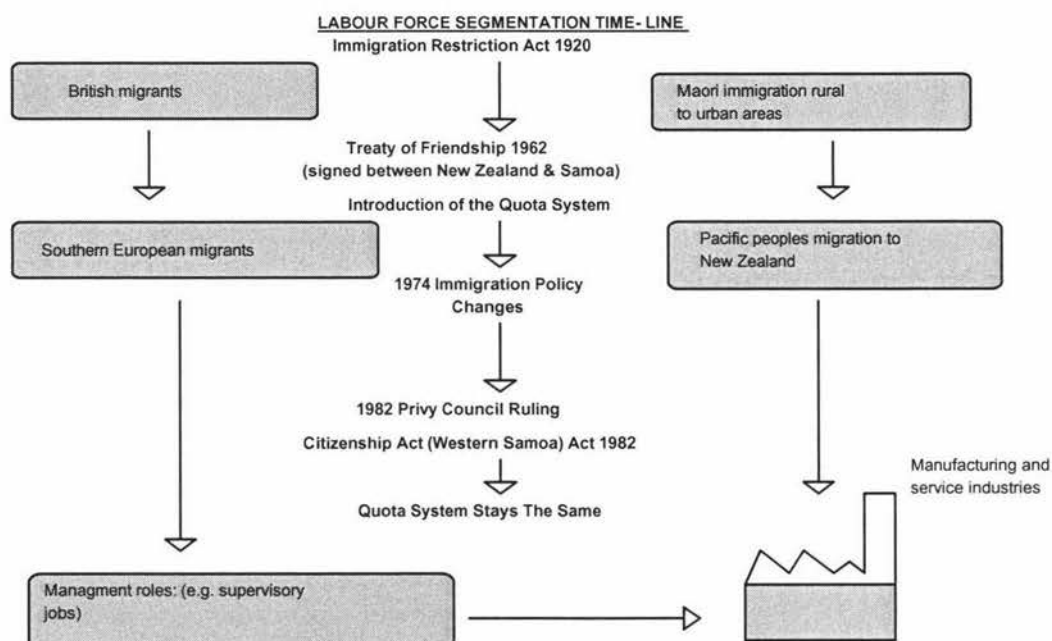 LABOUR FORCE SEGMENTATION TIME- LINE
Immigration Restriction Act 1920
British migrants
Maori immigration rural
to urban areas
Treaty of Friendship 1962
(signed between New Zealand & Samoa)
Introduction of the Quota System
Southern European migrants
Pacific peoples migration to
New Zealand
1974 Immigration Policy
Changes
1982 Privy Council Ruling
Citizenship Act (Western Samoa) Act 1982
Manufacturing and
service industries
Quota System Stays The Same
Managment roles: (e.g. supervisory
jobs)